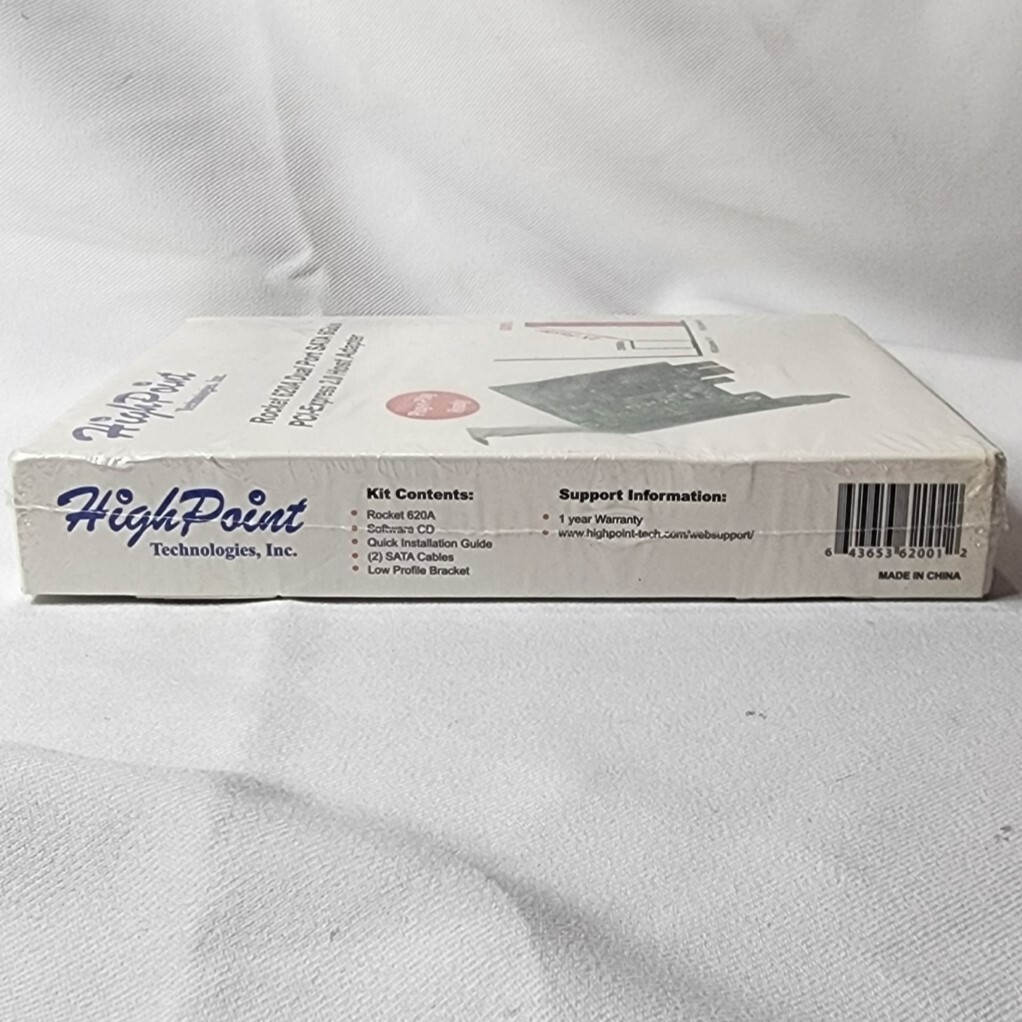 HighPoint
Technologies, Inc.
Rocket 620A Dual Port SATA 6Gb/s
PCI-Express 2.0 Host Adapter
HighPoint
Technologies, Inc.
Kit Contents:
Rocket 620A
Software CD
Quick Installation Guide
(2) SATA Cables
Low Profile Bracket
Support Information:
1 year Warranty
www.highpoint-tech.com/websupport/
6 43653 62001 2
MADE IN CHINA